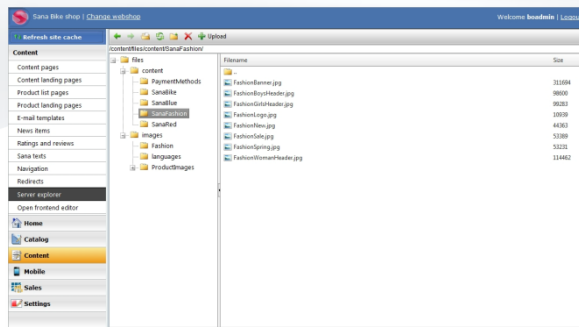 Sana Bike shop | Change webshop
Welcome boadmin | Logou
Refresh site cache
Upload
/content/files/content/SanaFashion/
Content
Content pages
Content landing pages
Product list pages
Product landing pages
E-mail templates
News items
Ratings and reviews
Sana texts
Navigation
Redirects
Server explorer
Open frontend editor
Home
Catalog
Content
Mobile
Sales
Settings
files
content
PaymentMethods
SanaBike
SanaBlue
SanaFashion
SanaRed
images
Fashion
languages
ProductImages
Filename Size
..
FashionBanner.jpg 311694
FashionBoysHeader.jpg 98600
FashionGirlsHeader.jpg 99283
FashionLogo.jpg 10939
FashionNew.jpg 44363
FashionSale.jpg 53389
FashionSpring.jpg 53231
FashionWomanHeader.jpg 114462